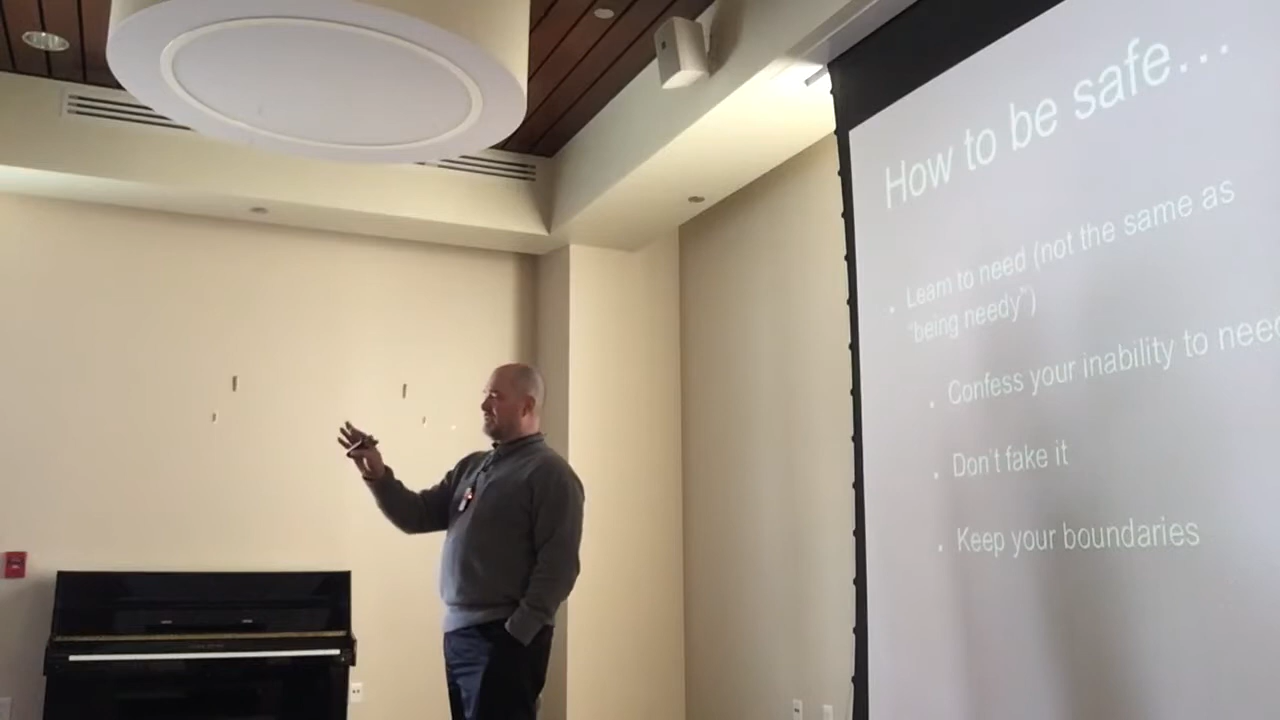 How to be safe...
Learn to need (not the same as
"being needy")
Confess your inability to need
Don't fake it
Keep your boundaries